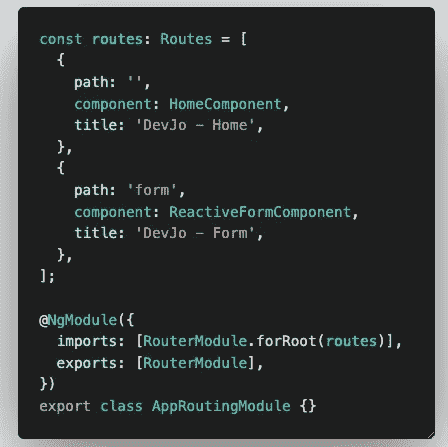 const routes: Routes = [
  {
    path: '',
    component: HomeComponent,
    title: 'DevJo - Home',
  },
  {
    path: 'form',
    component: ReactiveFormComponent,
    title: 'DevJo - Form',
  },
];

@NgModule({
  imports: [RouterModule.forRoot(routes)],
  exports: [RouterModule],
})
export class AppRoutingModule {}